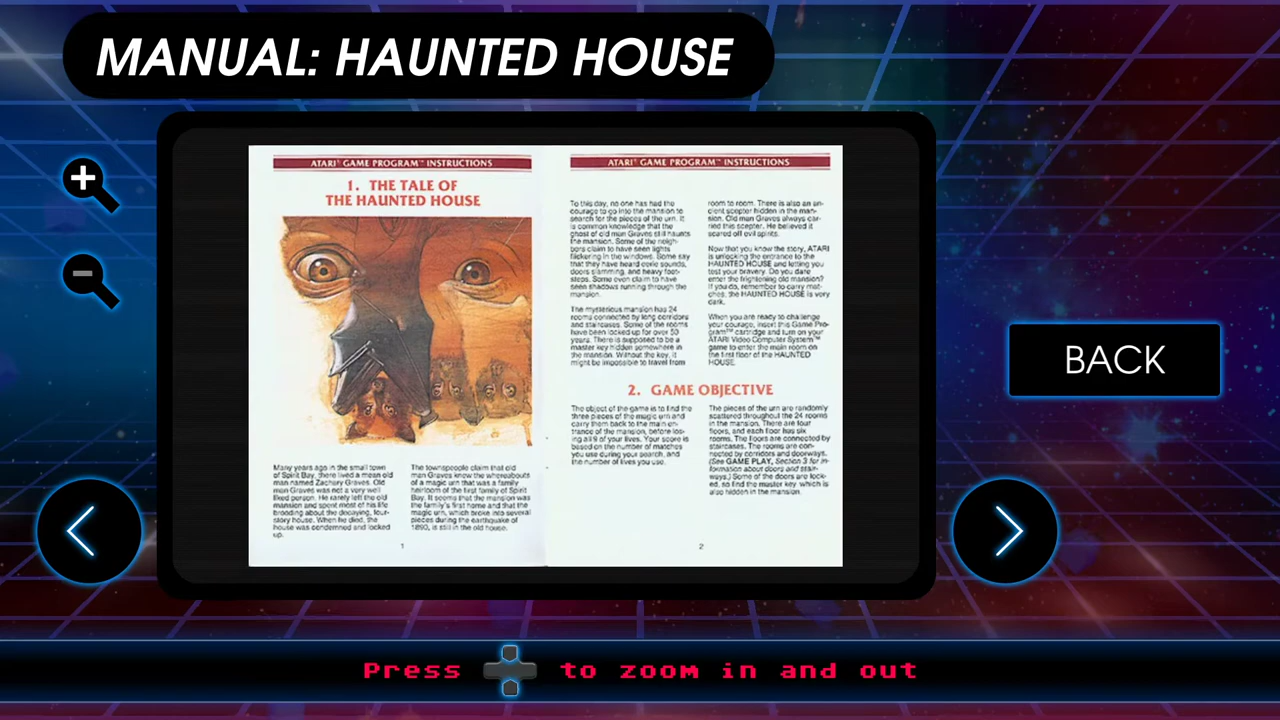 MANUAL: HAUNTED HOUSE
ATARI® GAME PROGRAM™ INSTRUCTIONS
1. THE TALE OF
THE HAUNTED HOUSE
Many years ago in the small town
of Spirit Bay, there lived a mean old
man named Zachary Graves. Old
man Graves was not a very well
liked person. He rarely left the old
mansion and spent most of his life
brooding about the decaying, four-
story house. When he died, the
house was condemned and locked
up.
The townspeople claim that old
man Graves knew the whereabouts
of a magic urn that was a family
heirloom of the first family of Spirit
Bay. It seems that the mansion was
the family's first home and that the
magic urn, which broke into several
pieces during the earthquake of
1890, is still in the old house.
1
ATARI® GAME PROGRAM™ INSTRUCTIONS
To this day, no one has had the
courage to go into the mansion to
search for the pieces of the urn. It
is common knowledge that the
ghost of old man Graves still haunts
the mansion. Some of the neigh-
bors claim to have seen lights
flickering in the windows. Some say
that they have heard eerie sounds,
doors slamming, and heavy foot-
steps. Some even claim to have
seen shadows running through the
mansion.
The mysterious mansion has 24
rooms connected by long corridors
and staircases. Some of the rooms
have been locked up for over 50
years. There is supposed to be a
master key hidden somewhere in
the mansion. Without the key, it
might be impossible to travel from
room to room. There is also an an-
cient scepter hidden in the man-
sion. Old man Graves always car-
ried this scepter. He believed it
scared off evil spirits.
Now that you know the story, ATARI
is unlocking the entrance to the
HAUNTED HOUSE and letting you
test your bravery. Do you dare
enter the frightening old mansion?
If you do, remember to carry mat-
ches; the HAUNTED HOUSE is very
dark.
When you are ready to challenge
your courage, insert this Game Pro-
gram™ cartridge and turn on your
ATARI Video Computer System™
game to enter the main room on
the first floor of the HAUNTED
HOUSE.
2. GAME OBJECTIVE
The object of the game is to find the
three pieces of the magic urn and
carry them back to the main en-
trance of the mansion, before los-
ing all 9 of your lives. Your score is
based on the number of matches
you use during your search, and
the number of lives you use.
The pieces of the urn are randomly
scattered throughout the 24 rooms
in the mansion. There are four
floors, and each floor has six
rooms. The floors are connected by
staircases. The rooms are con-
nected by corridors and doorways.
(See GAME PLAY, Section 3 for in-
formation about doors and stair-
ways.) Some of the doors are lock-
ed, so find the master key which is
also hidden in the mansion.
2
BACK
Press to zoom in and out